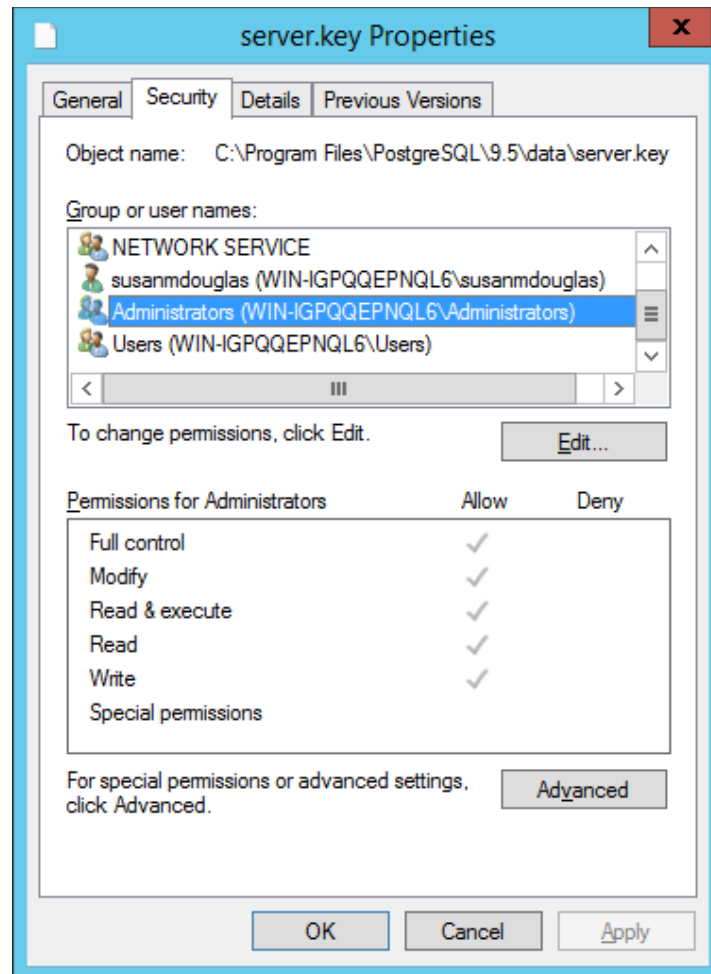 server.key Properties
x
General Security Details Previous Versions
Object name: C:\Program Files\PostgreSQL\9.5\data\server.key
Group or user names:
NETWORK SERVICE
susanmdouglas (WIN-IGPQQEPNQL6\susanmdouglas)
Administrators (WIN-IGPQQEPNQL6\Administrators)
Users (WIN-IGPQQEPNQL6\Users)
To change permissions, click Edit.
Edit...
Permissions for Administrators Allow Deny
Full control
Modify
Read & execute
Read
Write
Special permissions
For special permissions or advanced settings,
click Advanced.
Advanced
OK Cancel Apply